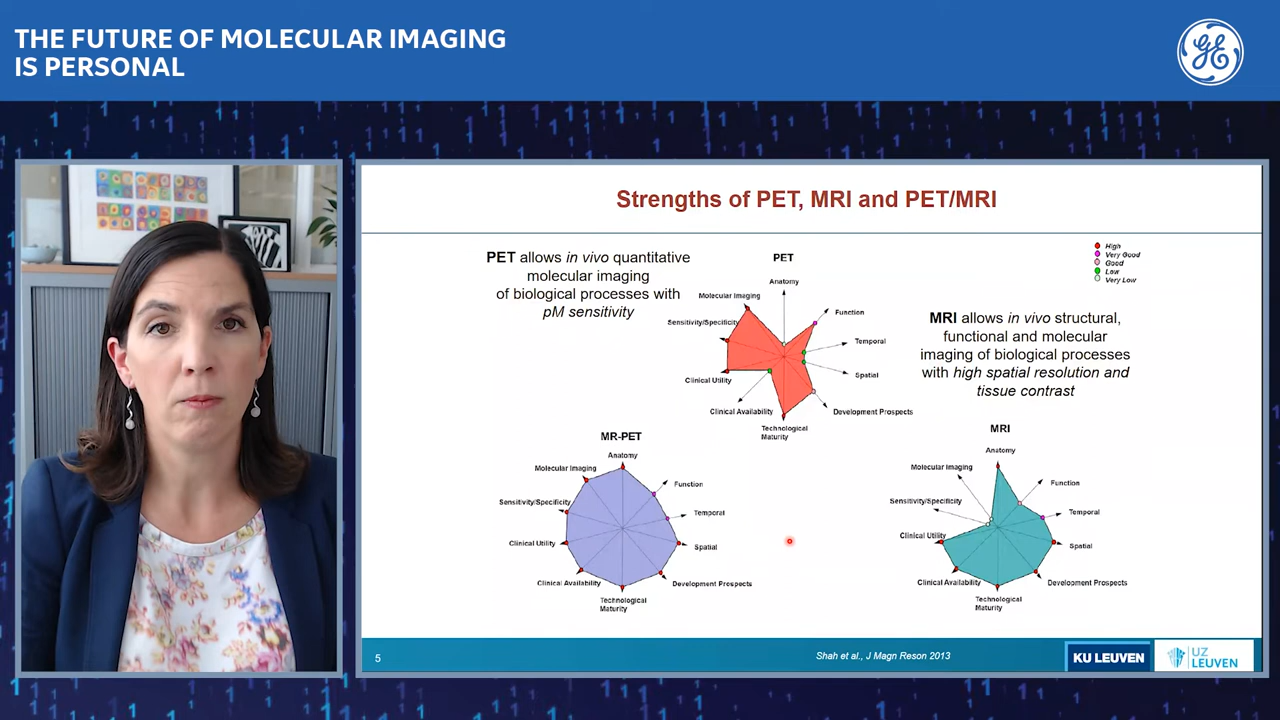 THE FUTURE OF MOLECULAR IMAGING
IS PERSONAL
GE
Strengths of PET, MRI and PET/MRI
PET allows in vivo quantitative
molecular imaging
of biological processes with
pM sensitivity
PET
Anatomy
Function
Temporal
Spatial
Development Prospects
Technological
Maturity
Clinical Availability
Clinical Utility
Sensitivity/Specificity
Molecular Imaging
High
Very Good
Good
Low
Very Low
MRI allows in vivo structural,
functional and molecular
imaging of biological processes
with high spatial resolution and
tissue contrast
MR-PET
Anatomy
Function
Temporal
Spatial
Development Prospects
Technological
Maturity
Clinical Availability
Clinical Utility
Sensitivity/Specificity
Molecular Imaging
MRI
Anatomy
Function
Temporal
Spatial
Development Prospects
Technological
Maturity
Clinical Availability
Clinical Utility
Sensitivity/Specificity
Molecular Imaging
5
Shah et al., J Magn Reson 2013
KU LEUVEN
UZ
LEUVEN